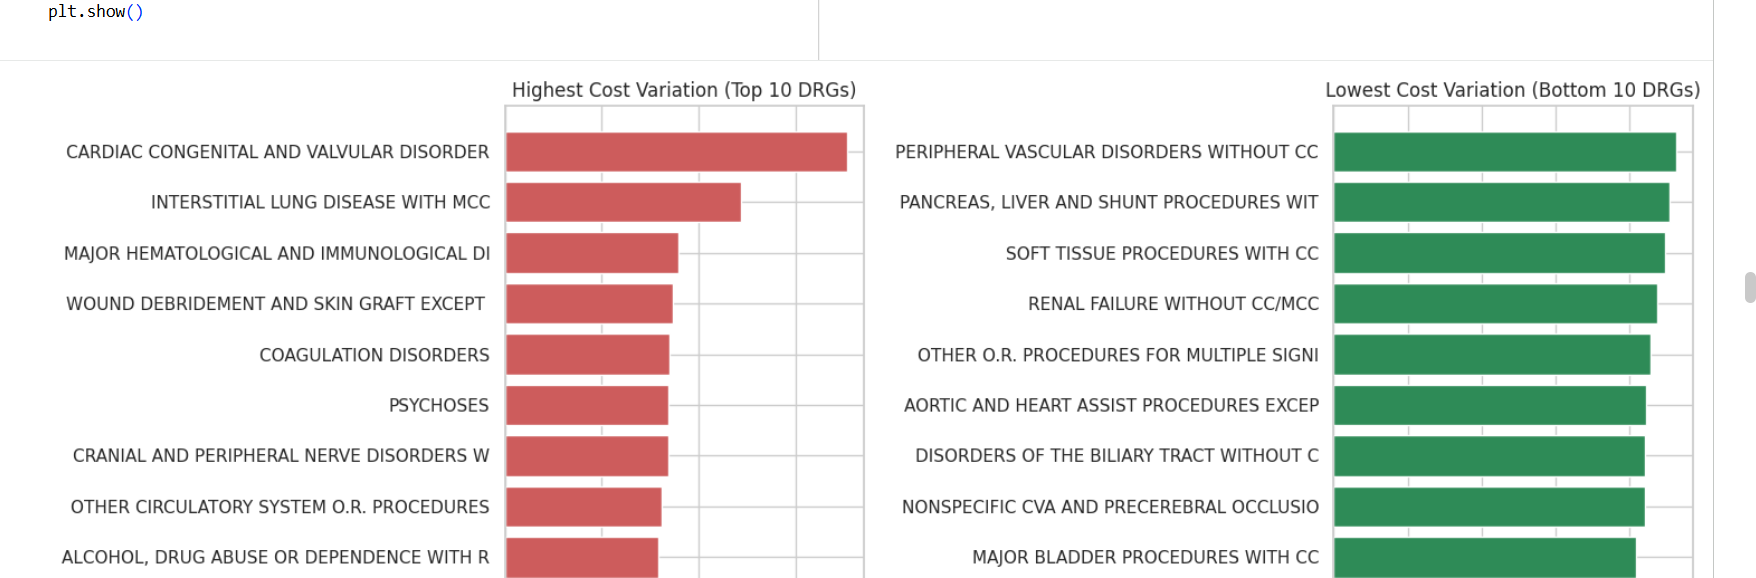 plt.show()
Highest Cost Variation (Top 10 DRGs)
CARDIAC CONGENITAL AND VALVULAR DISORDER
INTERSTITIAL LUNG DISEASE WITH MCC
MAJOR HEMATOLOGICAL AND IMMUNOLOGICAL DI
WOUND DEBRIDEMENT AND SKIN GRAFT EXCEPT
COAGULATION DISORDERS
PSYCHOSES
CRANIAL AND PERIPHERAL NERVE DISORDERS W
OTHER CIRCULATORY SYSTEM O.R. PROCEDURES
ALCOHOL, DRUG ABUSE OR DEPENDENCE WITH R
Lowest Cost Variation (Bottom 10 DRGs)
PERIPHERAL VASCULAR DISORDERS WITHOUT CC
PANCREAS, LIVER AND SHUNT PROCEDURES WIT
SOFT TISSUE PROCEDURES WITH CC
RENAL FAILURE WITHOUT CC/MCC
OTHER O.R. PROCEDURES FOR MULTIPLE SIGNI
AORTIC AND HEART ASSIST PROCEDURES EXCEP
DISORDERS OF THE BILIARY TRACT WITHOUT C
NONSPECIFIC CVA AND PRECEREBRAL OCCLUSIO
MAJOR BLADDER PROCEDURES WITH CC